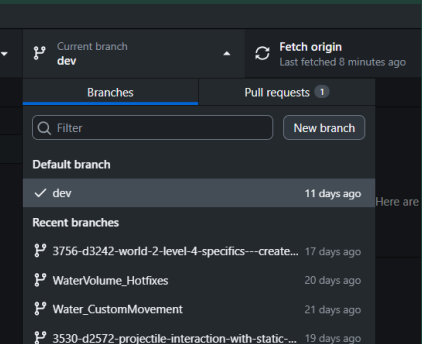 Current branch
dev
Fetch origin
Last fetched 8 minutes ago
Branches
Pull requests 1
Filter
New branch
Default branch
dev 11 days ago
Here are
Recent branches
3756-d3242-world-2-level-4-specifics---create... 17 days ago
WaterVolume_Hotfixes 20 days ago
Water_CustomMovement 21 days ago
3530-d2572-projectile-interaction-with-static-... 19 days ago